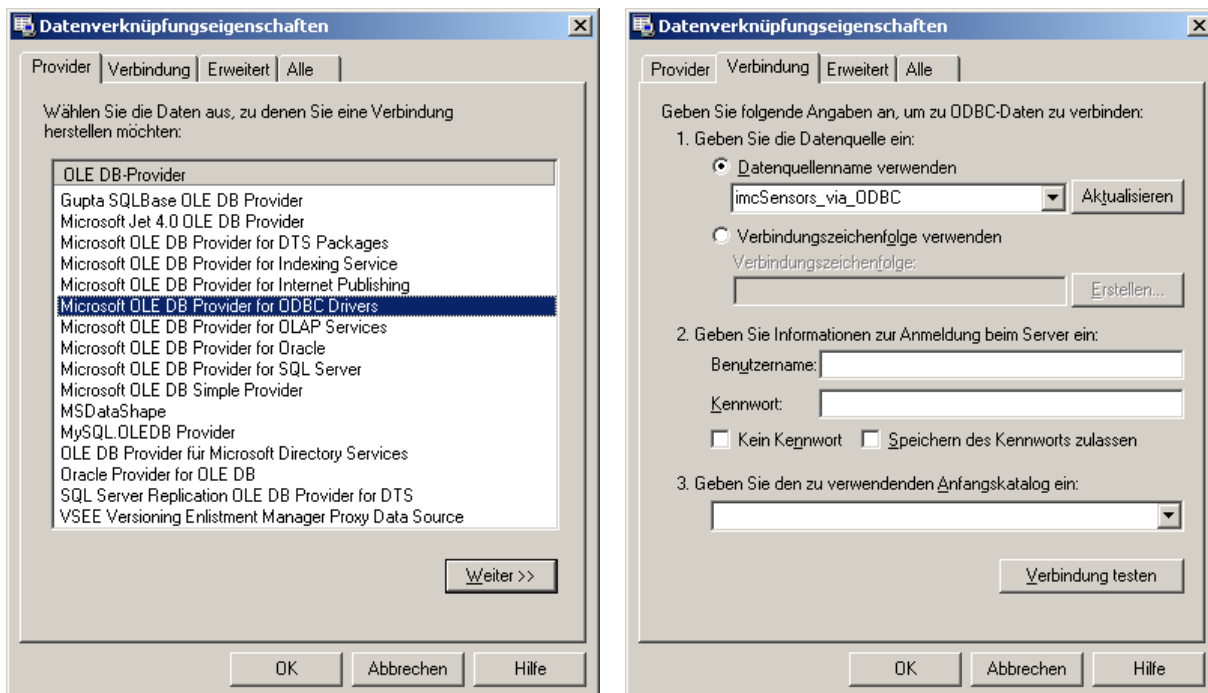 Datenverknüpfungseigenschaften
Provider Verbindung Erweitert Alle
Wählen Sie die Daten aus, zu denen Sie eine Verbindung
herstellen möchten:
OLE DB-Provider
Gupta SQLBase OLE DB Provider
Microsoft Jet 4.0 OLE DB Provider
Microsoft OLE DB Provider for DTS Packages
Microsoft OLE DB Provider for Indexing Service
Microsoft OLE DB Provider for Internet Publishing
Microsoft OLE DB Provider for ODBC Drivers
Microsoft OLE DB Provider for OLAP Services
Microsoft OLE DB Provider for Oracle
Microsoft OLE DB Provider for SQL Server
Microsoft OLE DB Simple Provider
MSDataShape
MySQL.OLEDB Provider
OLE DB Provider für Microsoft Directory Services
Oracle Provider for OLE DB
SQL Server Replication OLE DB Provider for DTS
VSEE Versioning Enlistment Manager Proxy Data Source
Weiter >>
OK Abbrechen Hilfe
Datenverknüpfungseigenschaften
Provider Verbindung Erweitert Alle
Geben Sie folgende Angaben an, um zu ODBC-Daten zu verbinden:
1. Geben Sie die Datenquelle ein:
Datenquellenname verwenden
imcSensors_via_ODBC Aktualisieren
Verbindungszeichenfolge verwenden
Verbindungszeichenfolge:
Erstellen...
2. Geben Sie Informationen zur Anmeldung beim Server ein:
Benutzername:
Kennwort:
Kein Kennwort Speichern des Kennworts zulassen
3. Geben Sie den zu verwendenden Anfangskatalog ein:
Verbindung testen
OK Abbrechen Hilfe